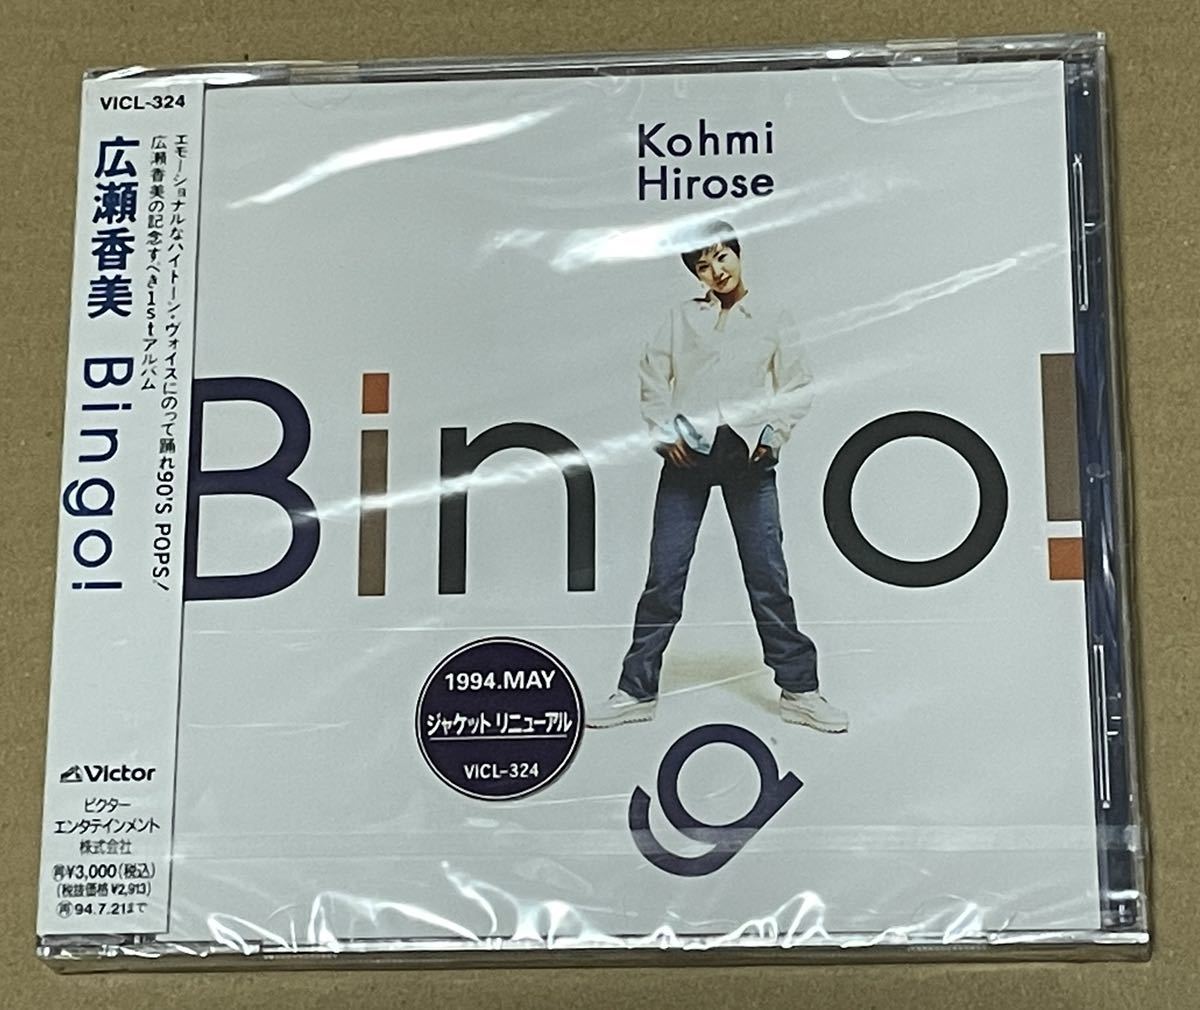 VICL-324
広瀬香美 Bingo!
エモーショナルなハイトーン・ヴォイスにのって踊れ90'S POPS!
広瀬香美の記念すべき1stアルバム
Victor
ビクター
エンタテインメント
株式会社
再¥3,000(税込)
(税抜価格¥2,913)
再94.7.21まで
Kohmi
Hirose
Bingo!
1994.MAY
ジャケット リニューアル
VICL-324